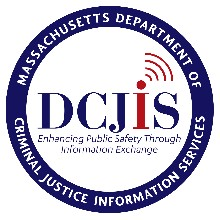 MASSACHUSETTS DEPARTMENT OF
DCJiS
Enhancing Public Safety Through
Information Exchange
CRIMINAL JUSTICE INFORMATION SERVICES